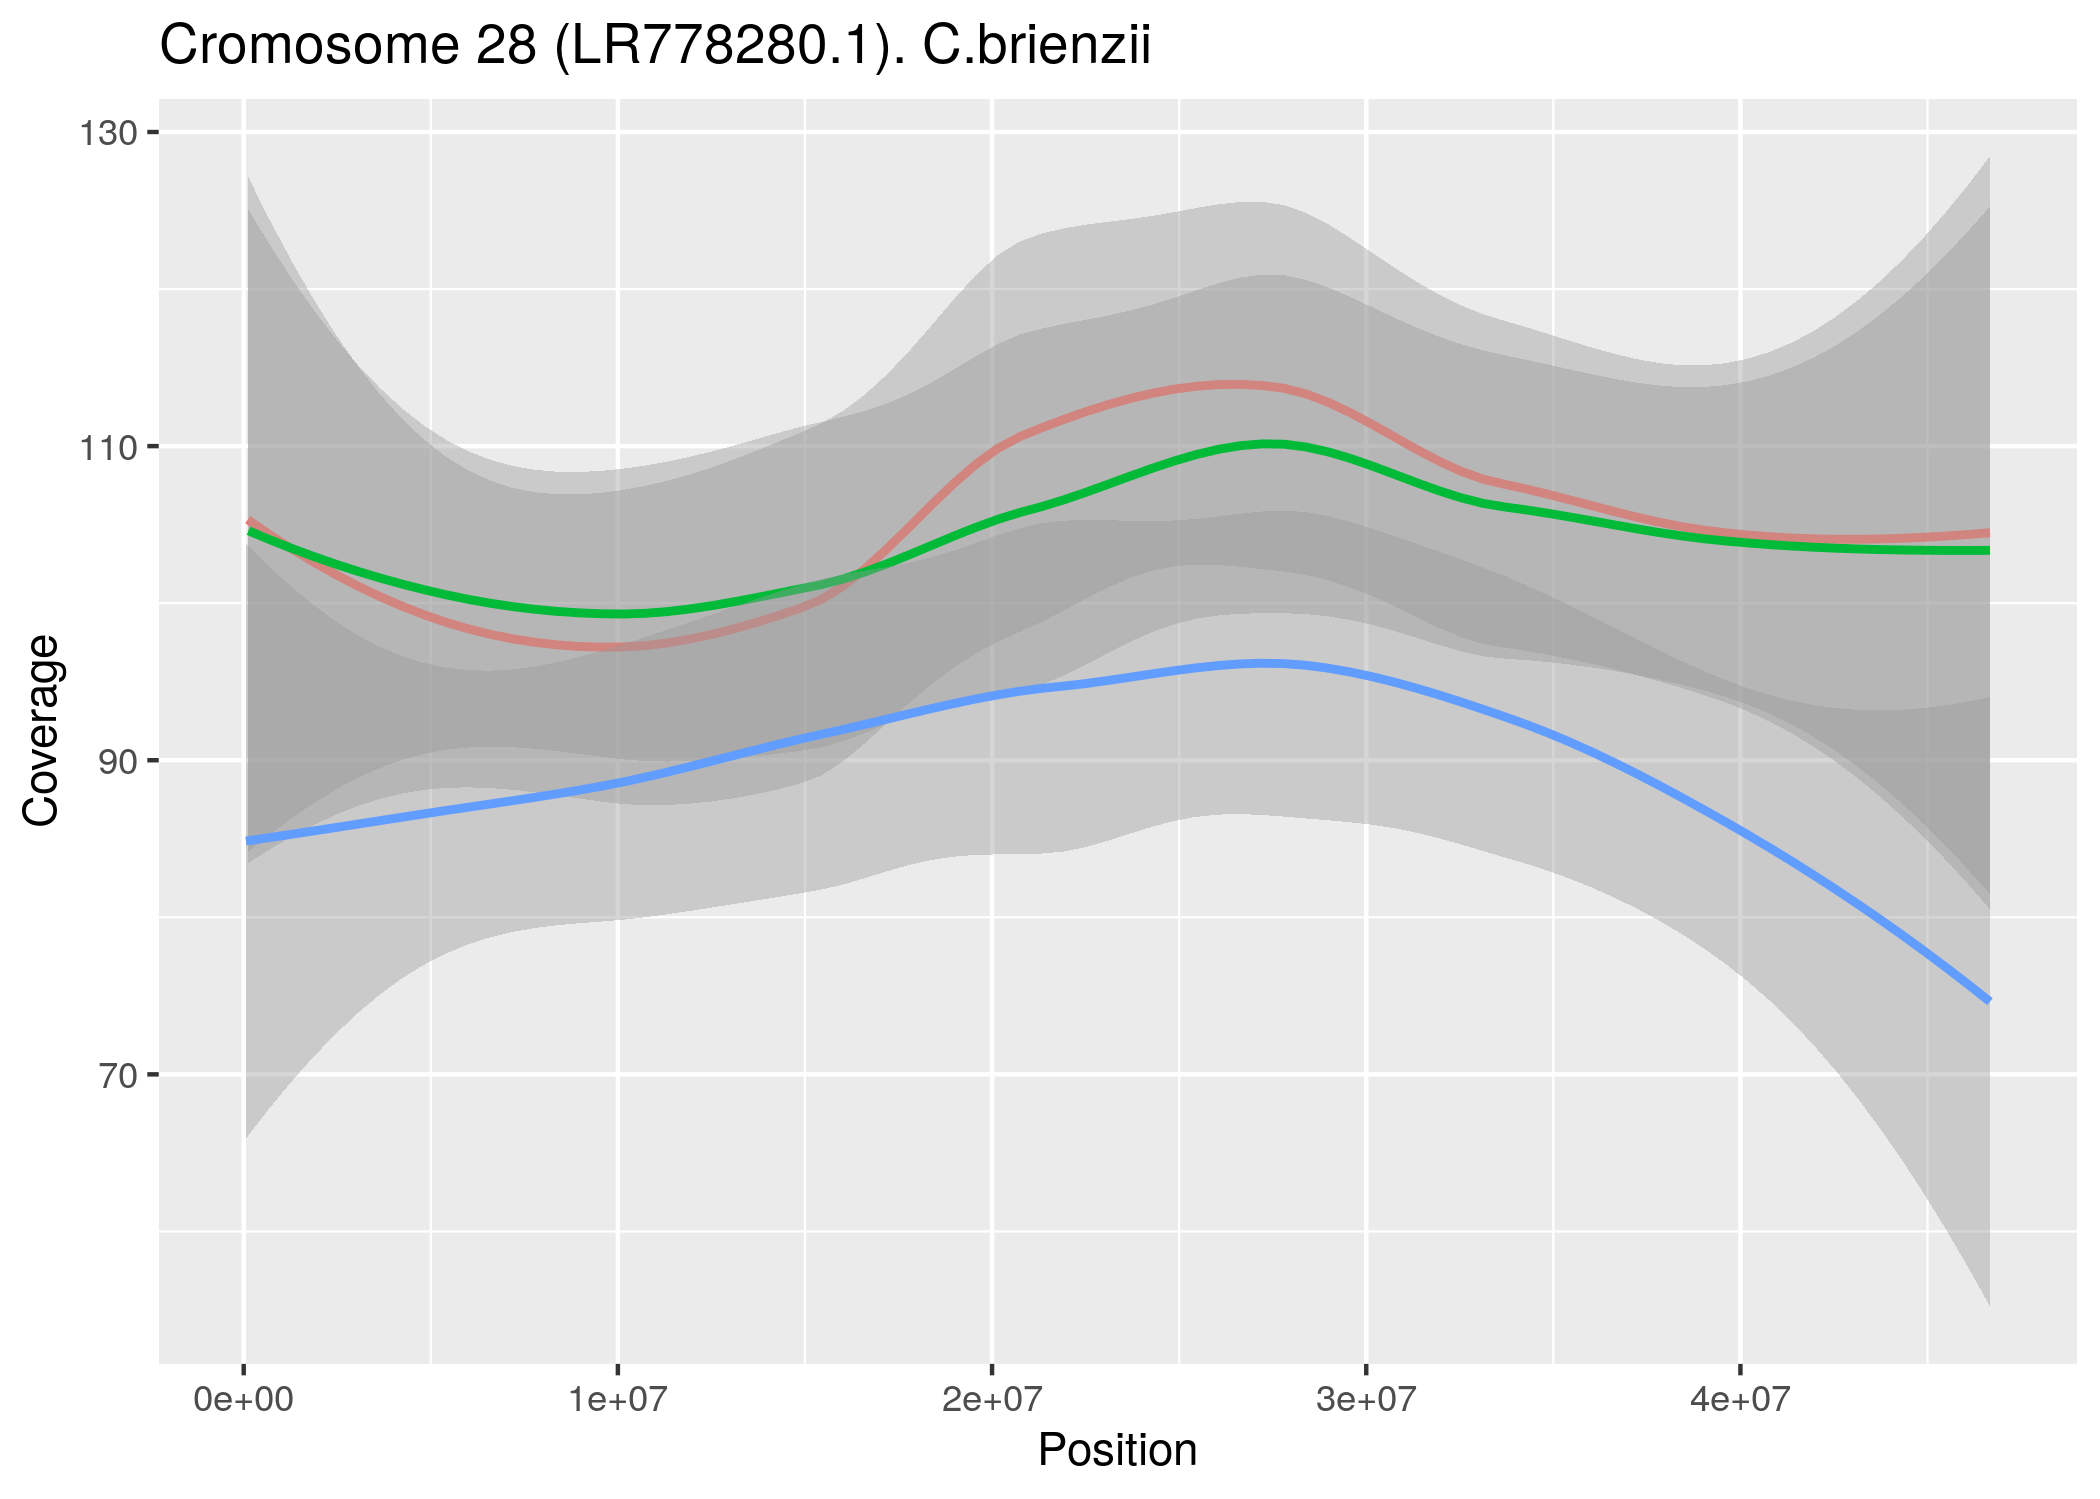 Cromosome 28 (LR778280.1). C.brienzii
130
110
90
70
Coverage
0e+00 1e+07 2e+07 3e+07 4e+07
Position